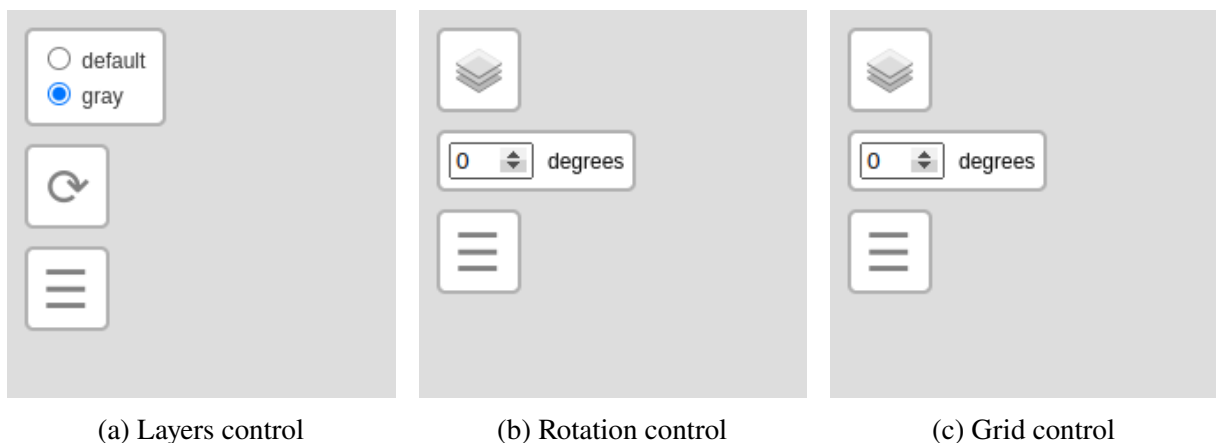 default
gray
0 degrees
0 degrees
(a) Layers control
(b) Rotation control
(c) Grid control